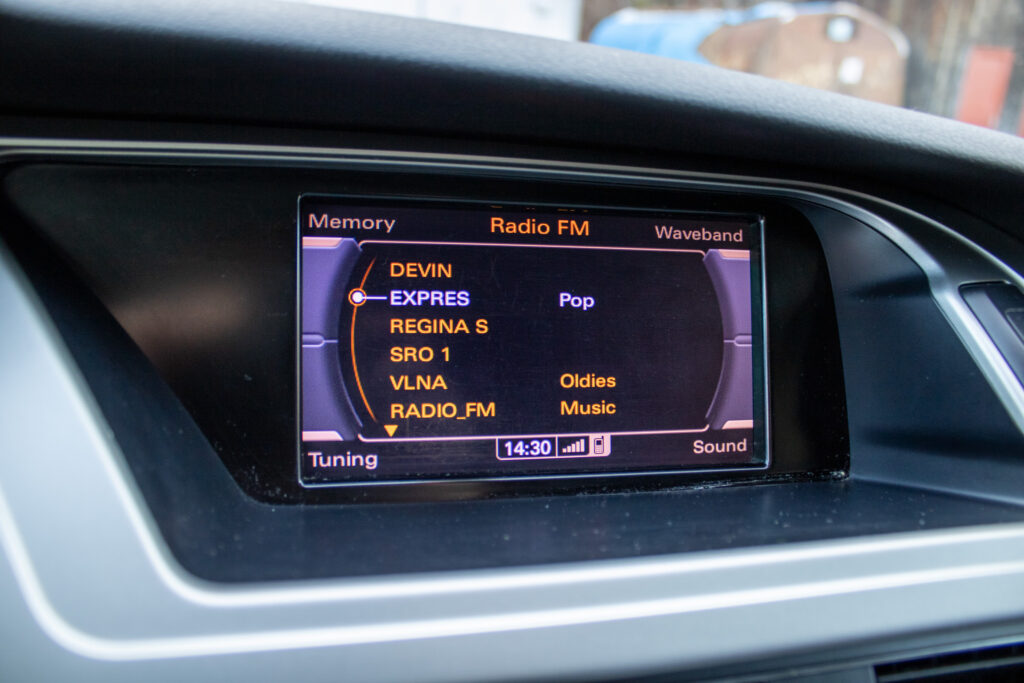 Memory Radio FM Waveband
DEVIN
EXPRES Pop
REGINA S
SRO 1
VLNA Oldies
RADIO_FM Music
Tuning 14:30 Sound